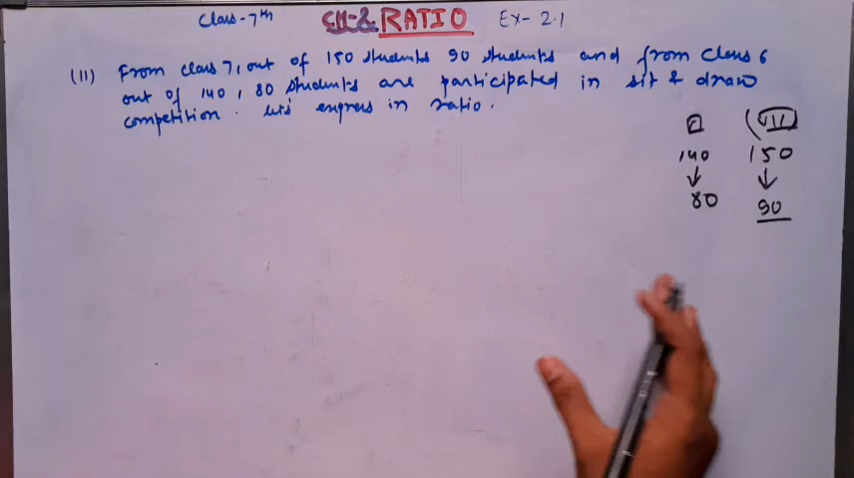 Class-7th CH-2 RATIO Ex-2.1
(11) From class 7, out of 150 students 90 students and from class 6
out of 140, 80 students are participated in sit & draw
competition. let's express in ratio.
140 150
↓ ↓
80 90